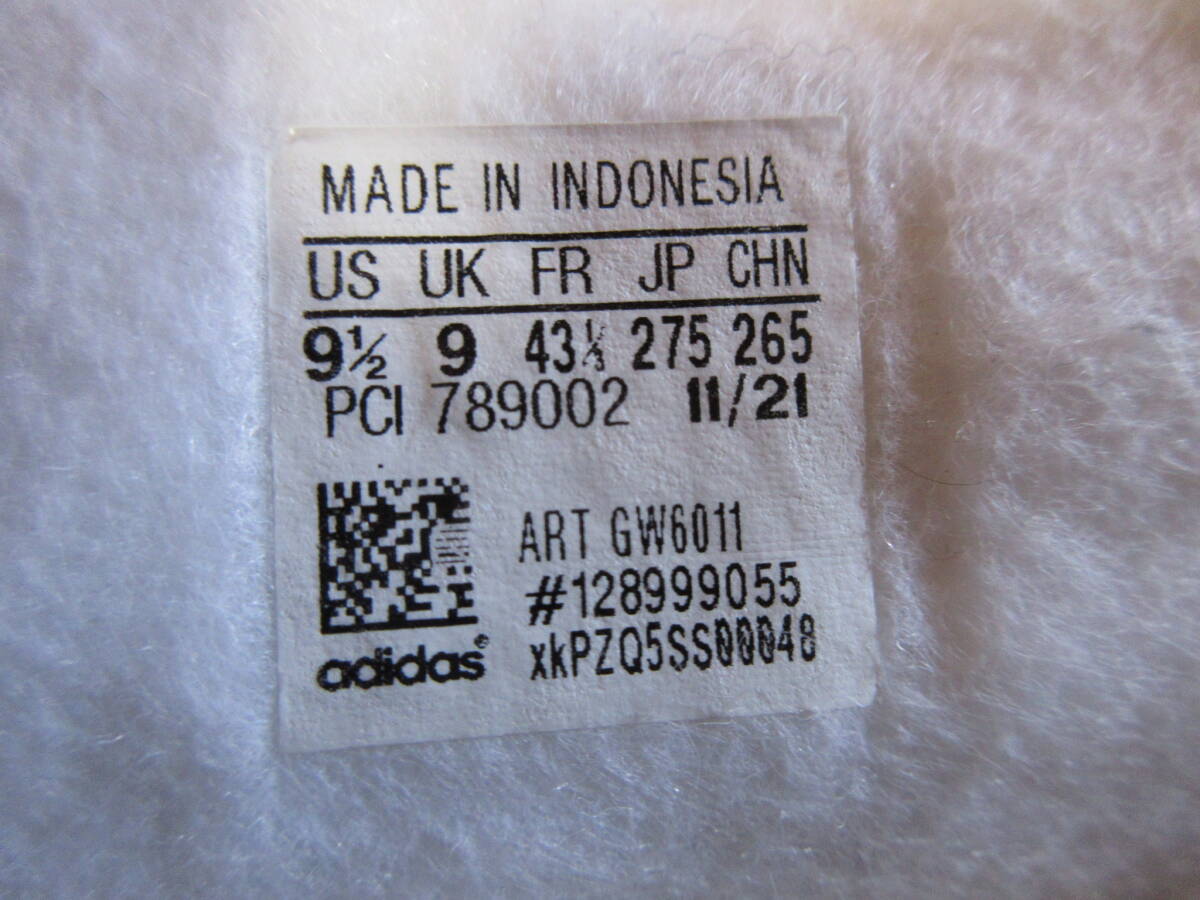 MADE IN INDONESIA
US UK FR JP CHN
9½ 9 43⅓ 275 265
PCI 789002 11/21
ART GW6011
#128999055
xkPZQ5SS00048
adidas®